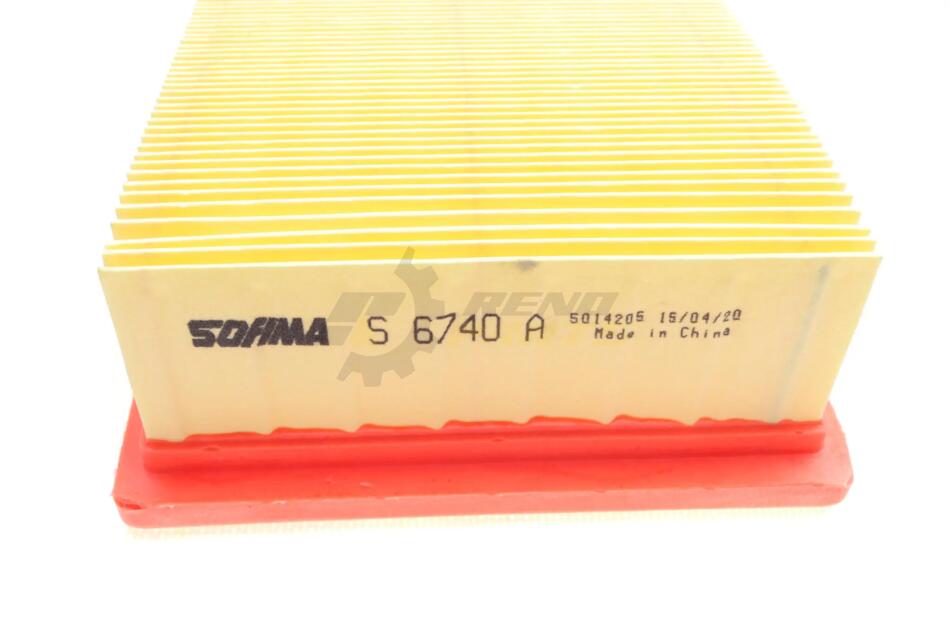 SOFIMA S 6740 A
5014205 15/04/20
Made in China
RENO